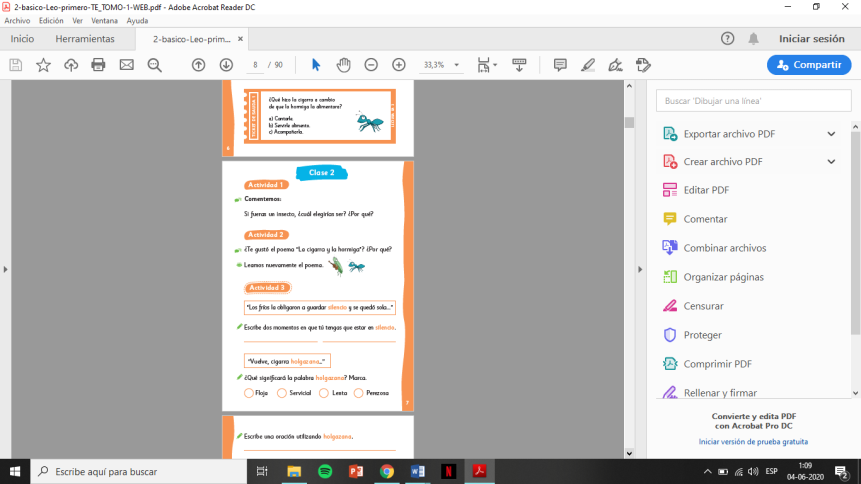 2-basico-Leo-primero-TE_TOMO-1-WEB.pdf - Adobe Acrobat Reader DC
Archivo Edición Ver Ventana Ayuda
Inicio Herramientas 2-basico-Leo-prim... × Iniciar sesión
8 / 90 33,3% Compartir
¿Qué hizo la cigarra a cambio
de que la hormiga la alimentara?
a) Cantarle.
b) Servirle alimento.
c) Acompañarla.
6
Clase 2
Actividad 1
Comentemos:
Si fueras un insecto, ¿cuál elegirías ser? ¿Por qué?
Actividad 2
¿Te gustó el poema “La cigarra y la hormiga”? ¿Por qué?
Leamos nuevamente el poema.
Actividad 3
“Los fríos la obligaron a guardar silencio y se quedó sola...”
Escribe dos momentos en que tú tengas que estar en silencio.
“Vuelve, cigarra holgazana...”
¿Qué significará la palabra holgazana? Marca.
Floja Servicial Lenta Perezosa
7
Escribe una oración utilizando holgazana.
Buscar 'Dibujar una línea'
Exportar archivo PDF
Crear archivo PDF
Editar PDF
Comentar
Combinar archivos
Organizar páginas
Censurar
Proteger
Comprimir PDF
Rellenar y firmar
Convierte y edita PDF
con Acrobat Pro DC
Iniciar versión de prueba gratuita
Escribe aquí para buscar
ESP
1:09
04-06-2020
2